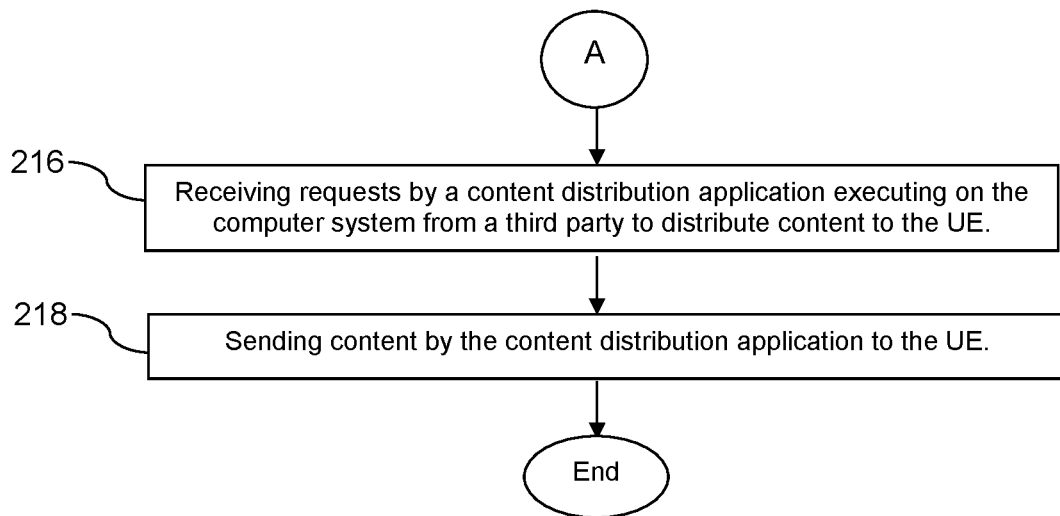 A
216
Receiving requests by a content distribution application executing on the
computer system from a third party to distribute content to the UE.
218
Sending content by the content distribution application to the UE.
End